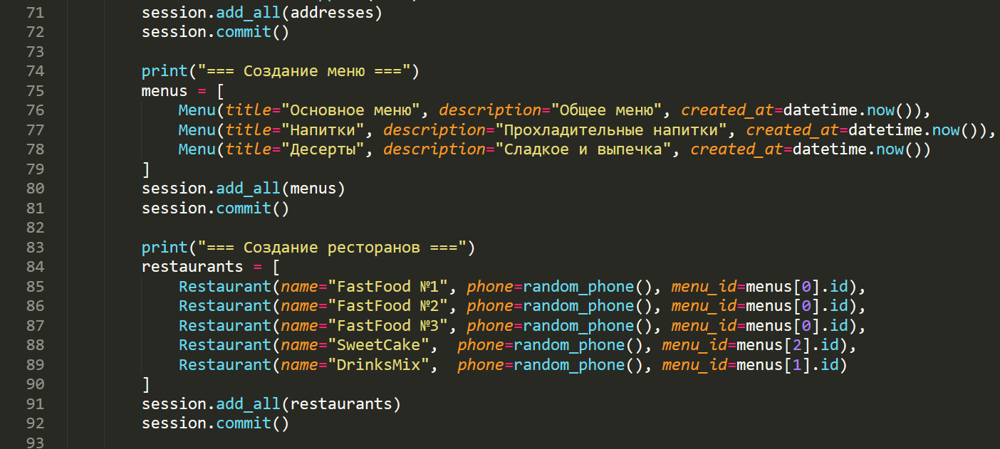 71 session.add_all(addresses)
72 session.commit()
73
74 print("=== Создание меню ===")
75 menus = [
76 Menu(title="Основное меню", description="Общее меню", created_at=datetime.now()),
77 Menu(title="Напитки", description="Прохладительные напитки", created_at=datetime.now()),
78 Menu(title="Десерты", description="Сладкое и выпечка", created_at=datetime.now())
79 ]
80 session.add_all(menus)
81 session.commit()
82
83 print("=== Создание ресторанов ===")
84 restaurants = [
85 Restaurant(name="FastFood №1", phone=random_phone(), menu_id=menus[0].id),
86 Restaurant(name="FastFood №2", phone=random_phone(), menu_id=menus[0].id),
87 Restaurant(name="FastFood №3", phone=random_phone(), menu_id=menus[0].id),
88 Restaurant(name="SweetCake",  phone=random_phone(), menu_id=menus[2].id),
89 Restaurant(name="DrinksMix",  phone=random_phone(), menu_id=menus[1].id)
90 ]
91 session.add_all(restaurants)
92 session.commit()
93